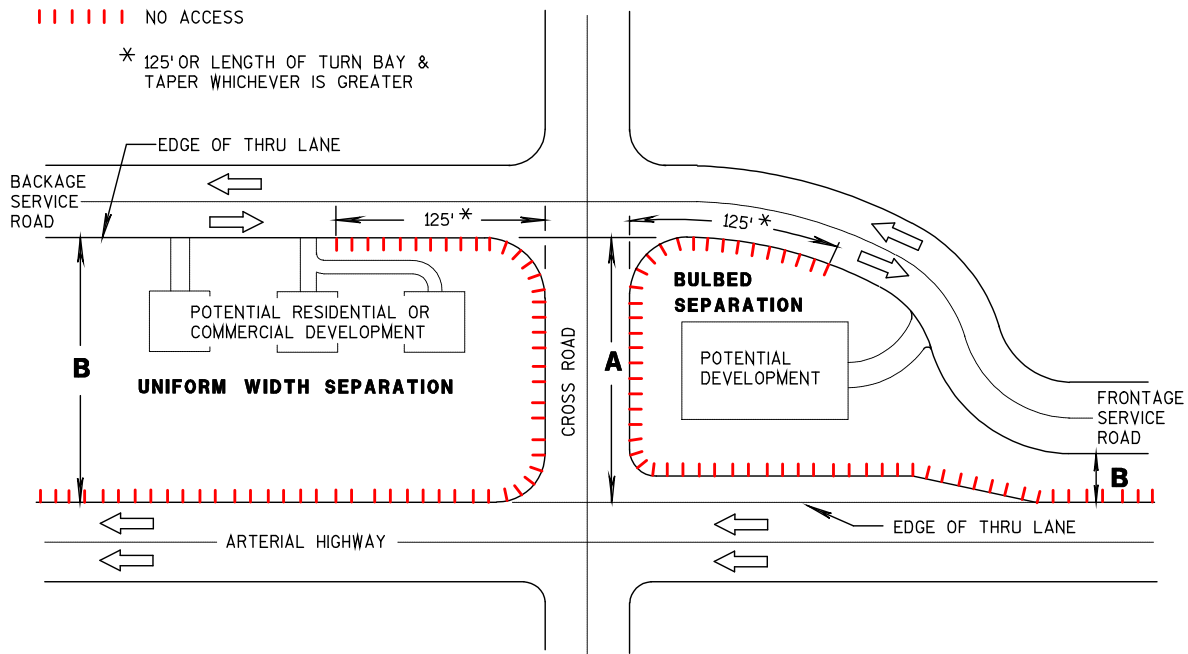 NO ACCESS
* 125' OR LENGTH OF TURN BAY &
TAPER WHICHEVER IS GREATER
EDGE OF THRU LANE
BACKAGE
SERVICE
ROAD
125' *
125' *
BULBED
SEPARATION
POTENTIAL RESIDENTIAL OR
COMMERCIAL DEVELOPMENT
B
UNIFORM WIDTH SEPARATION
CROSS ROAD
A
POTENTIAL
DEVELOPMENT
FRONTAGE
SERVICE
ROAD
B
EDGE OF THRU LANE
ARTERIAL HIGHWAY